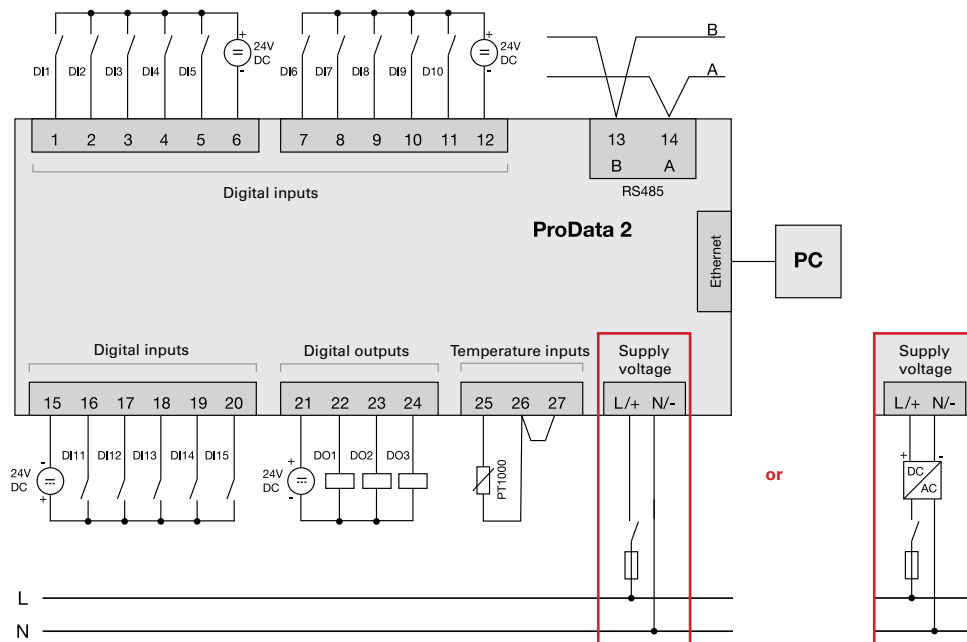 + 24V DC -
DI1 DI2 DI3 DI4 DI5
+ 24V DC -
DI6 DI7 DI8 DI9 D10
B
A
1 2 3 4 5 6
7 8 9 10 11 12
13 14
B A
RS485
Digital inputs
ProData 2
Ethernet
PC
Digital inputs
Digital outputs
Temperature inputs
Supply
voltage
Supply
voltage
15 16 17 18 19 20
21 22 23 24
25 26 27
L/+ N/-
L/+ N/-
24V DC - +
DI11 DI12 DI13 DI14 DI15
24V DC + -
DO1 DO2 DO3
PT1000
or
+ -
DC
AC
L
N